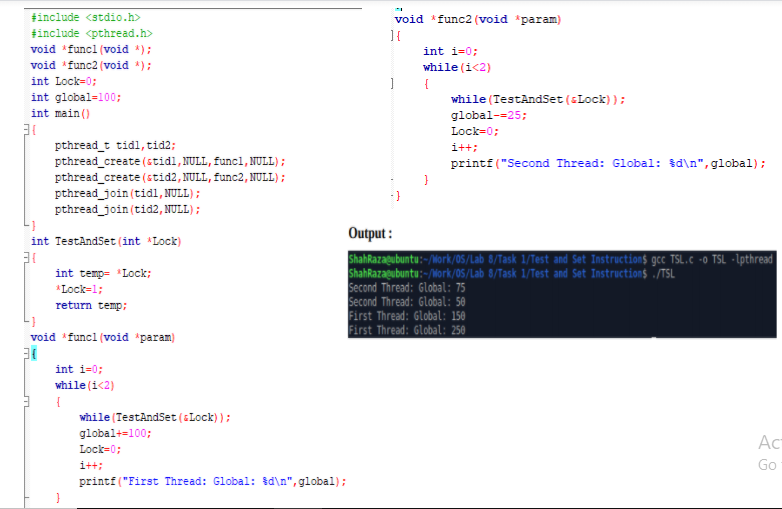 #include <stdio.h>
#include <pthread.h>
void *func1(void *);
void *func2(void *);
int Lock=0;
int global=100;
int main()
{
pthread_t tid1,tid2;
pthread_create(&tid1,NULL,func1,NULL);
pthread_create(&tid2,NULL,func2,NULL);
pthread_join(tid1,NULL);
pthread_join(tid2,NULL);
}
int TestAndSet(int *Lock)
{
int temp= *Lock;
*Lock=1;
return temp;
}
void *func1(void *param)
{
int i=0;
while(i<2)
{
while(TestAndSet(&Lock));
global+=100;
Lock=0;
i++;
printf("First Thread: Global: %d\n",global);
}
void *func2(void *param)
{
int i=0;
while(i<2)
{
while(TestAndSet(&Lock));
global-=25;
Lock=0;
i++;
printf("Second Thread: Global: %d\n",global);
}
}
Output :
ShahRaza@ubuntu:~/Work/OS/Lab 8/Task 1/Test and Set Instruction$ gcc TSL.c -o TSL -lpthread
ShahRaza@ubuntu:~/Work/OS/Lab 8/Task 1/Test and Set Instruction$ ./TSL
Second Thread: Global: 75
Second Thread: Global: 50
First Thread: Global: 150
First Thread: Global: 250
Go